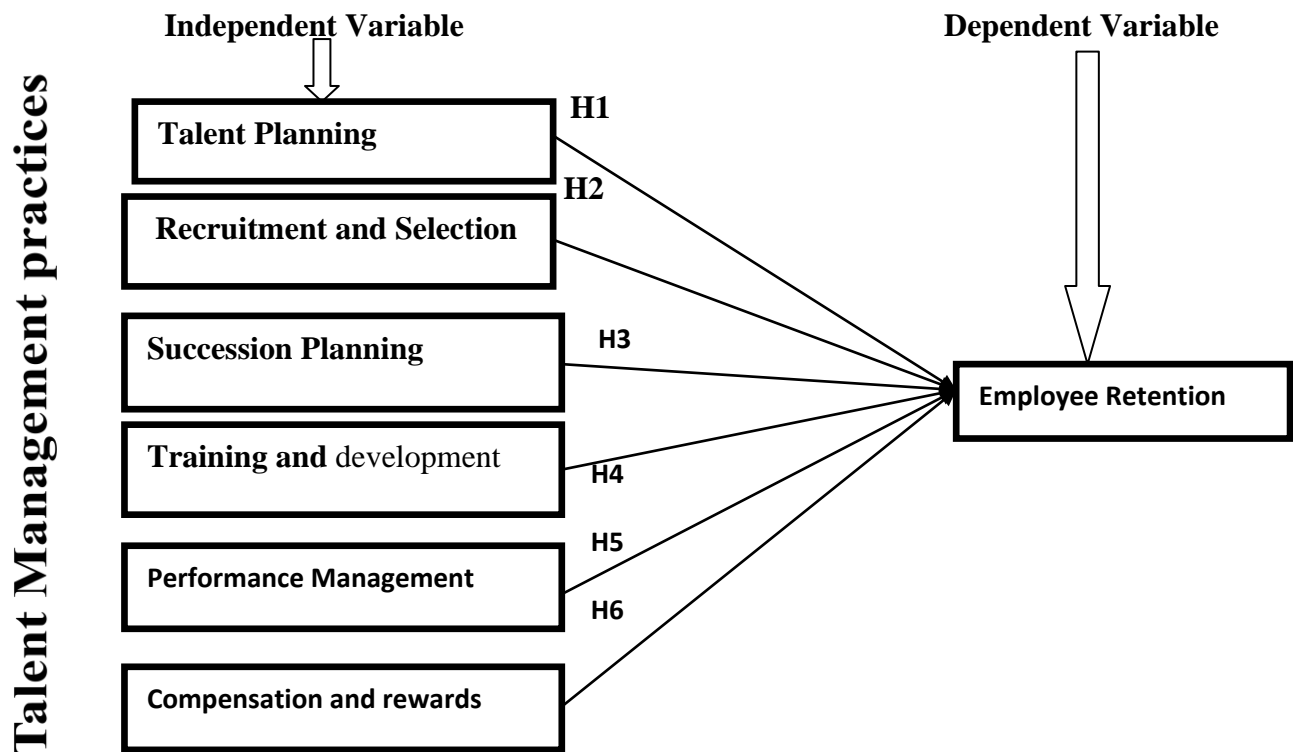 Independent Variable
Dependent Variable
Talent Management practices
Talent Planning
H1
Recruitment and Selection
H2
Succession Planning
H3
Employee Retention
Training and development
H4
Performance Management
H5
H6
Compensation and rewards